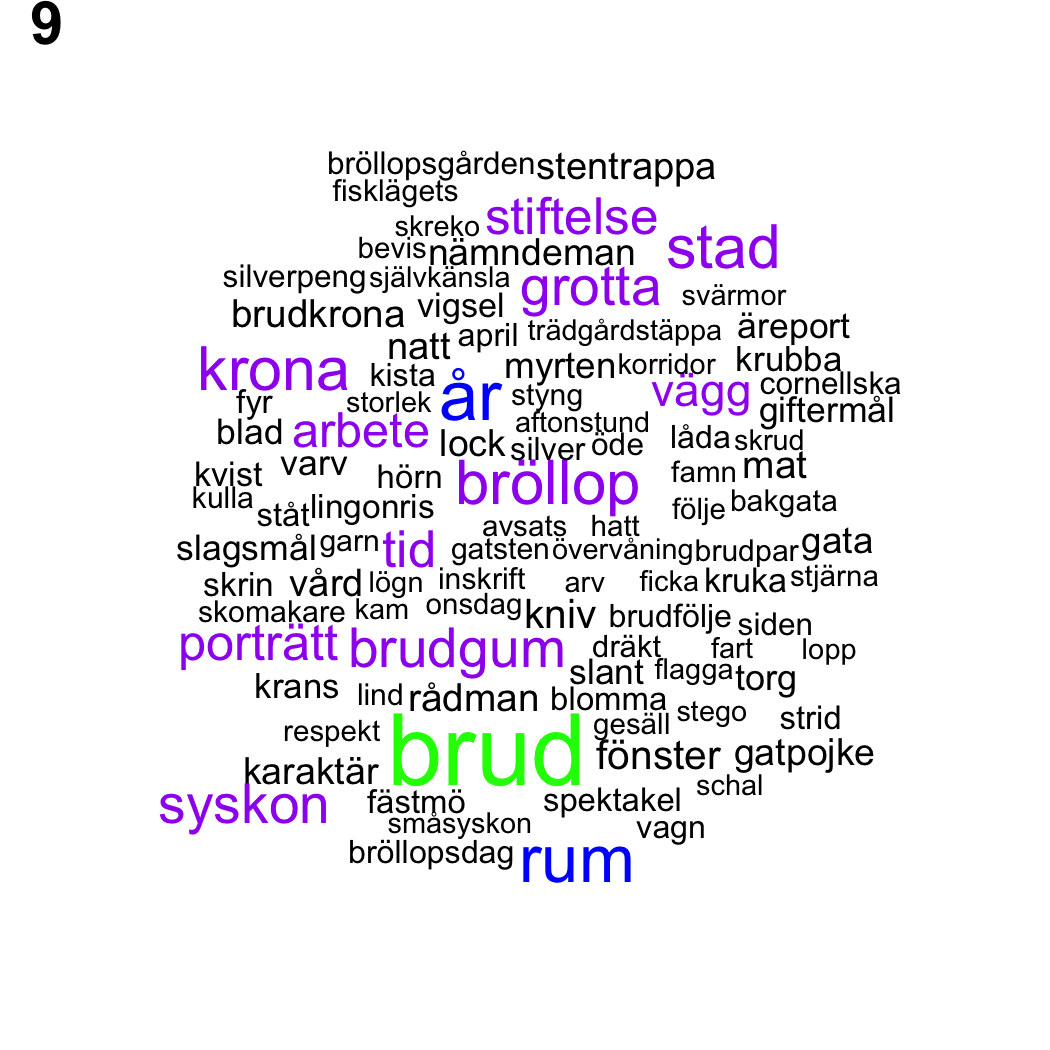 9
bröllopsgården stentrappa
fisklägets
skreko stiftelse
bevis nämndeman stad
silverpeng självkänsla grotta svärmor
brudkrona vigsel
natt april trädgårdstäppa äreport
krona kista myrten korridor krubba
fyr storlek år styng vägg cornellska
blad arbete aftonstund giftermål
lock silver öde låda skrud
kvist varv hörn bröllop famn mat
kulla ståt lingonris följe bakgata
avsats hatt
slagsmål garn tid gatsten övervåning brudpar gata
skrin vård lögn inskrift arv ficka kruka stjärna
skomakare kam onsdag kniv brudfölje siden
porträtt brudgum dräkt fart lopp
slant flagga torg
krans lind rådman blomma
respekt brud gesäll stego strid
karaktär fönster gatpojke
syskon fästmö spektakel schal
småsyskon vagn
bröllopsdag rum